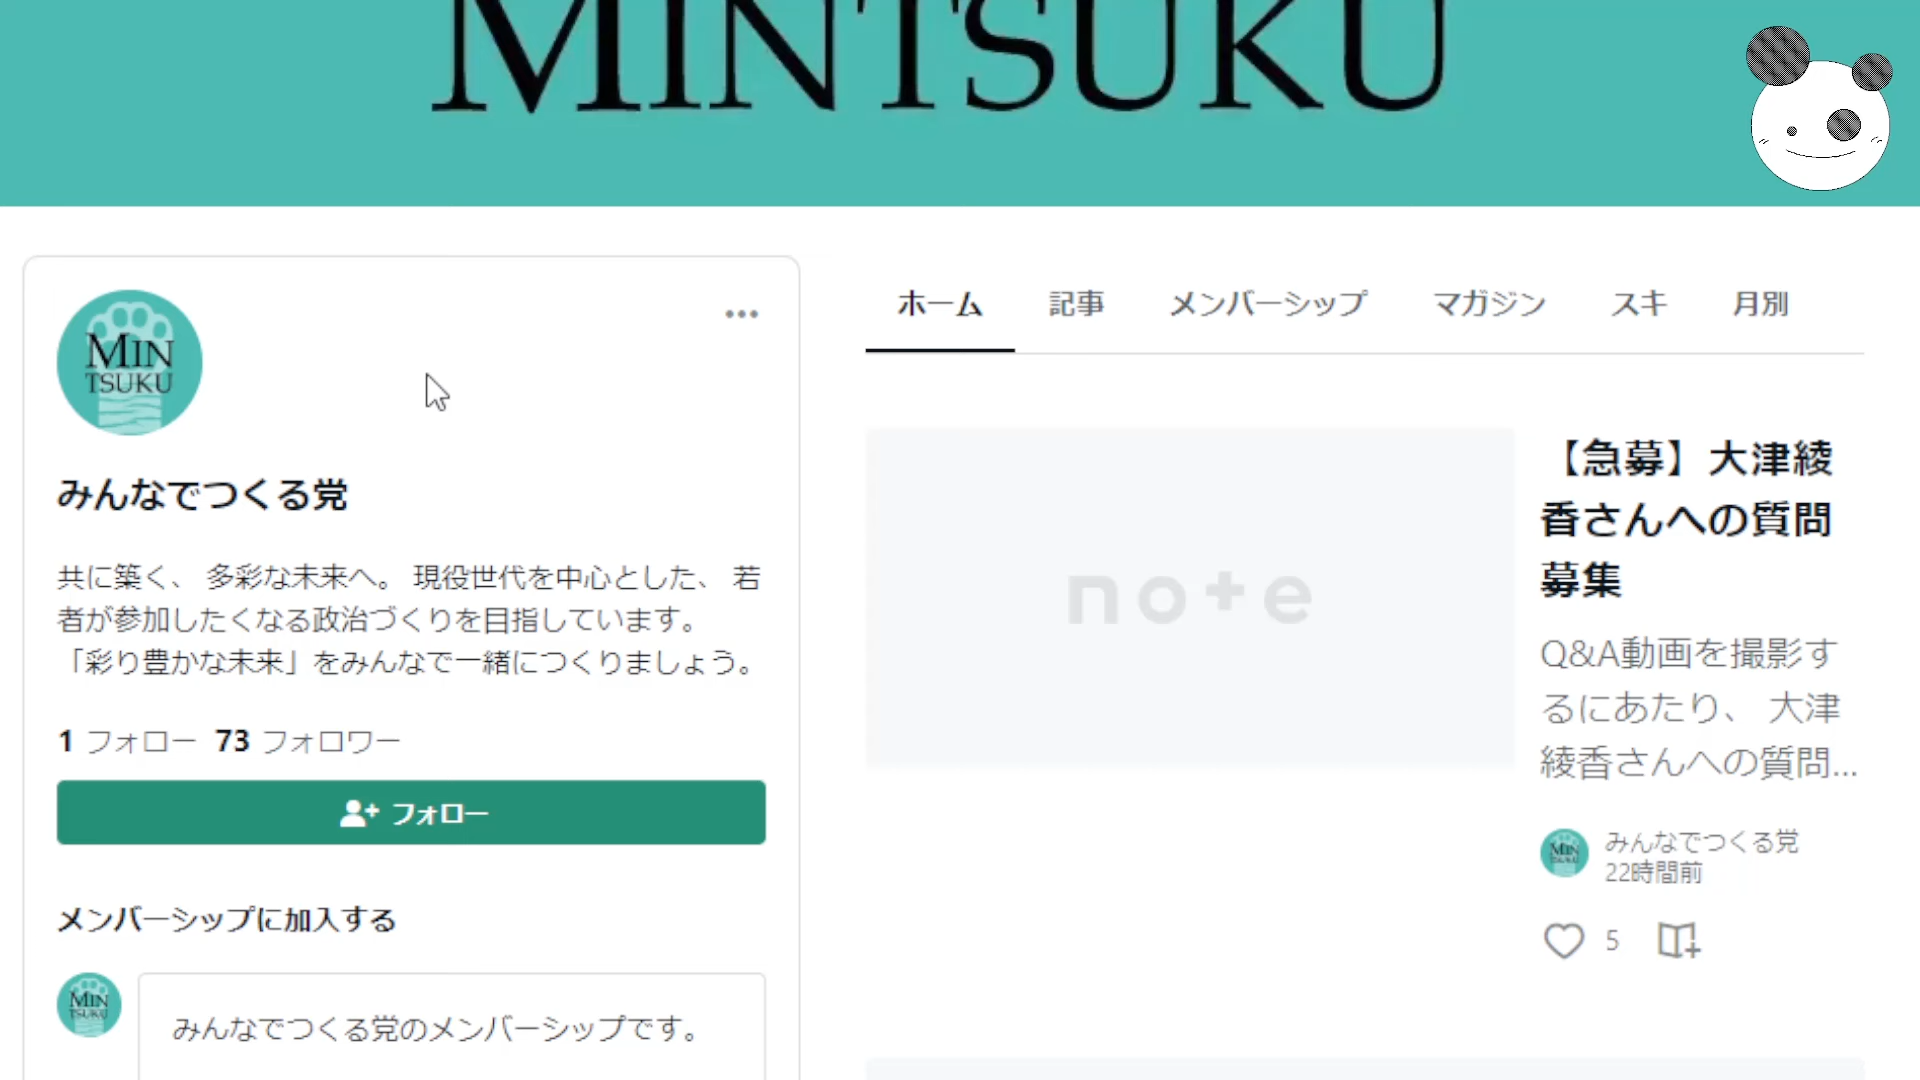 MINTSUKU
MIN
TSUKU
みんなでつくる党
共に築く、 多彩な未来へ。 現役世代を中心とした、 若
者が参加したくなる政治づくりを目指しています。
「彩り豊かな未来」をみんなで一緒につくりましょう。
1 フォロー 73 フォロワー
フォロー
メンバーシップに加入する
MIN
TSUKU
みんなでつくる党のメンバーシップです。
ホーム 記事 メンバーシップ マガジン スキ 月別
note
【急募】大津綾
香さんへの質問
募集
Q&A動画を撮影す
るにあたり、 大津
綾香さんへの質問...
MIN
TSUKU
みんなでつくる党
22時間前
5